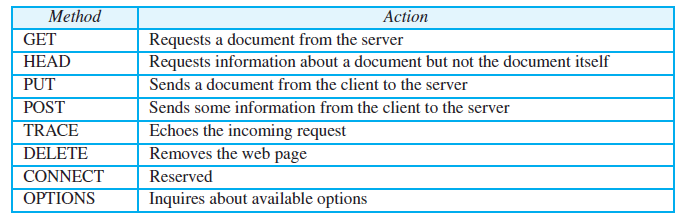 Method Action
GET Requests a document from the server
HEAD Requests information about a document but not the document itself
PUT Sends a document from the client to the server
POST Sends some information from the client to the server
TRACE Echoes the incoming request
DELETE Removes the web page
CONNECT Reserved
OPTIONS Inquires about available options